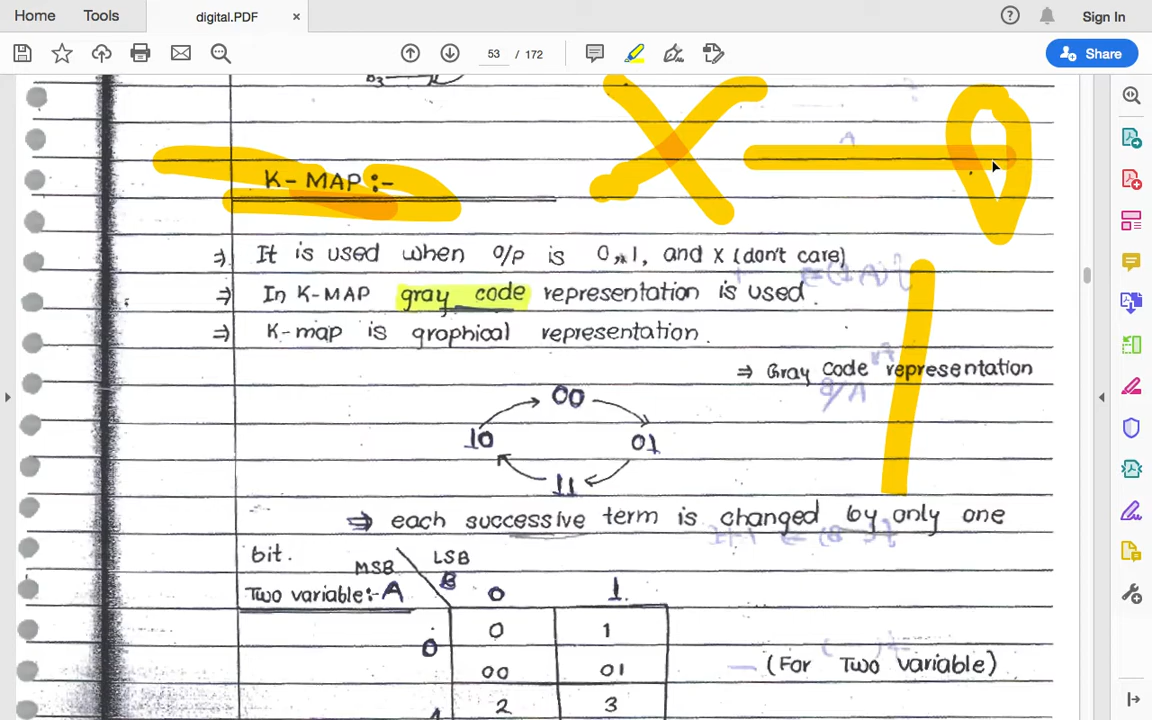 Home Tools digital.PDF × Sign In
53 / 172 Share
K-MAP :-
⇒ It is used when O/P is 0, 1, and X (don't care)
⇒ In K-MAP gray code representation is used.
⇒ K-map is graphical representation.
⇒ Gray Code representation
00
10 01
11
⇒ each successive term is changed by only one
bit. MSB LSB
Two variable:- A B 0 1
0 1
0
00 01 (For Two variable)
2 3